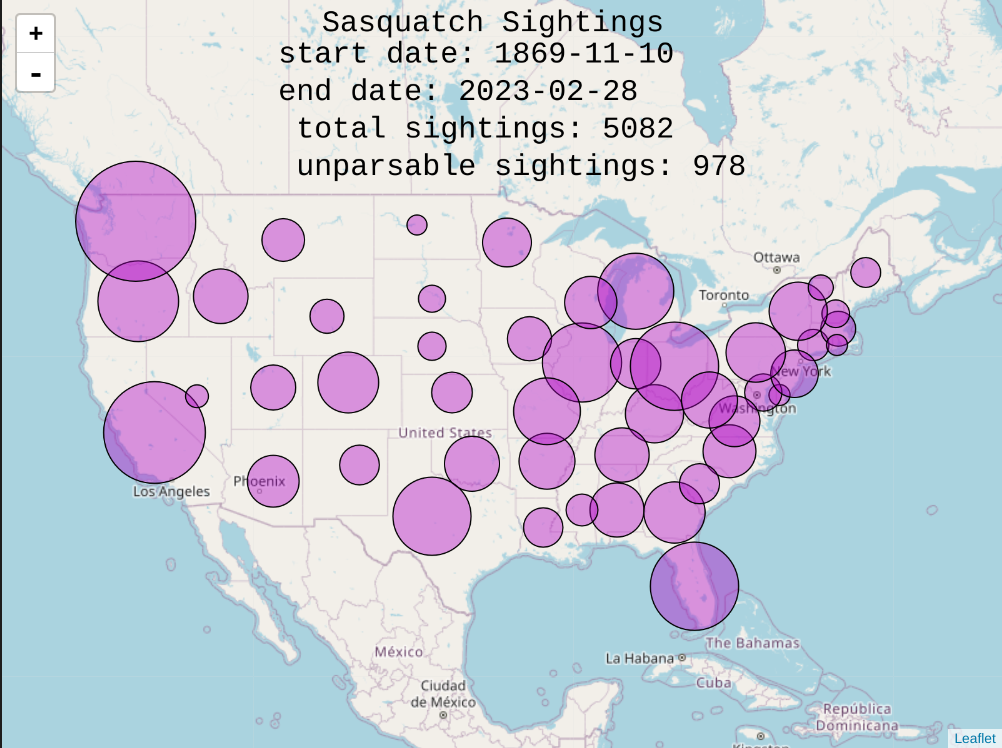 +
-
Sasquatch Sightings
start date: 1869-11-10
end date: 2023-02-28
total sightings: 5082
unparsable sightings: 978
Ottawa
Toronto
New York
Washington
United States
Phoenix
Los Angeles
México
Ciudad
de México
La Habana
The Bahamas
Cuba
República
Dominicana
Leaflet